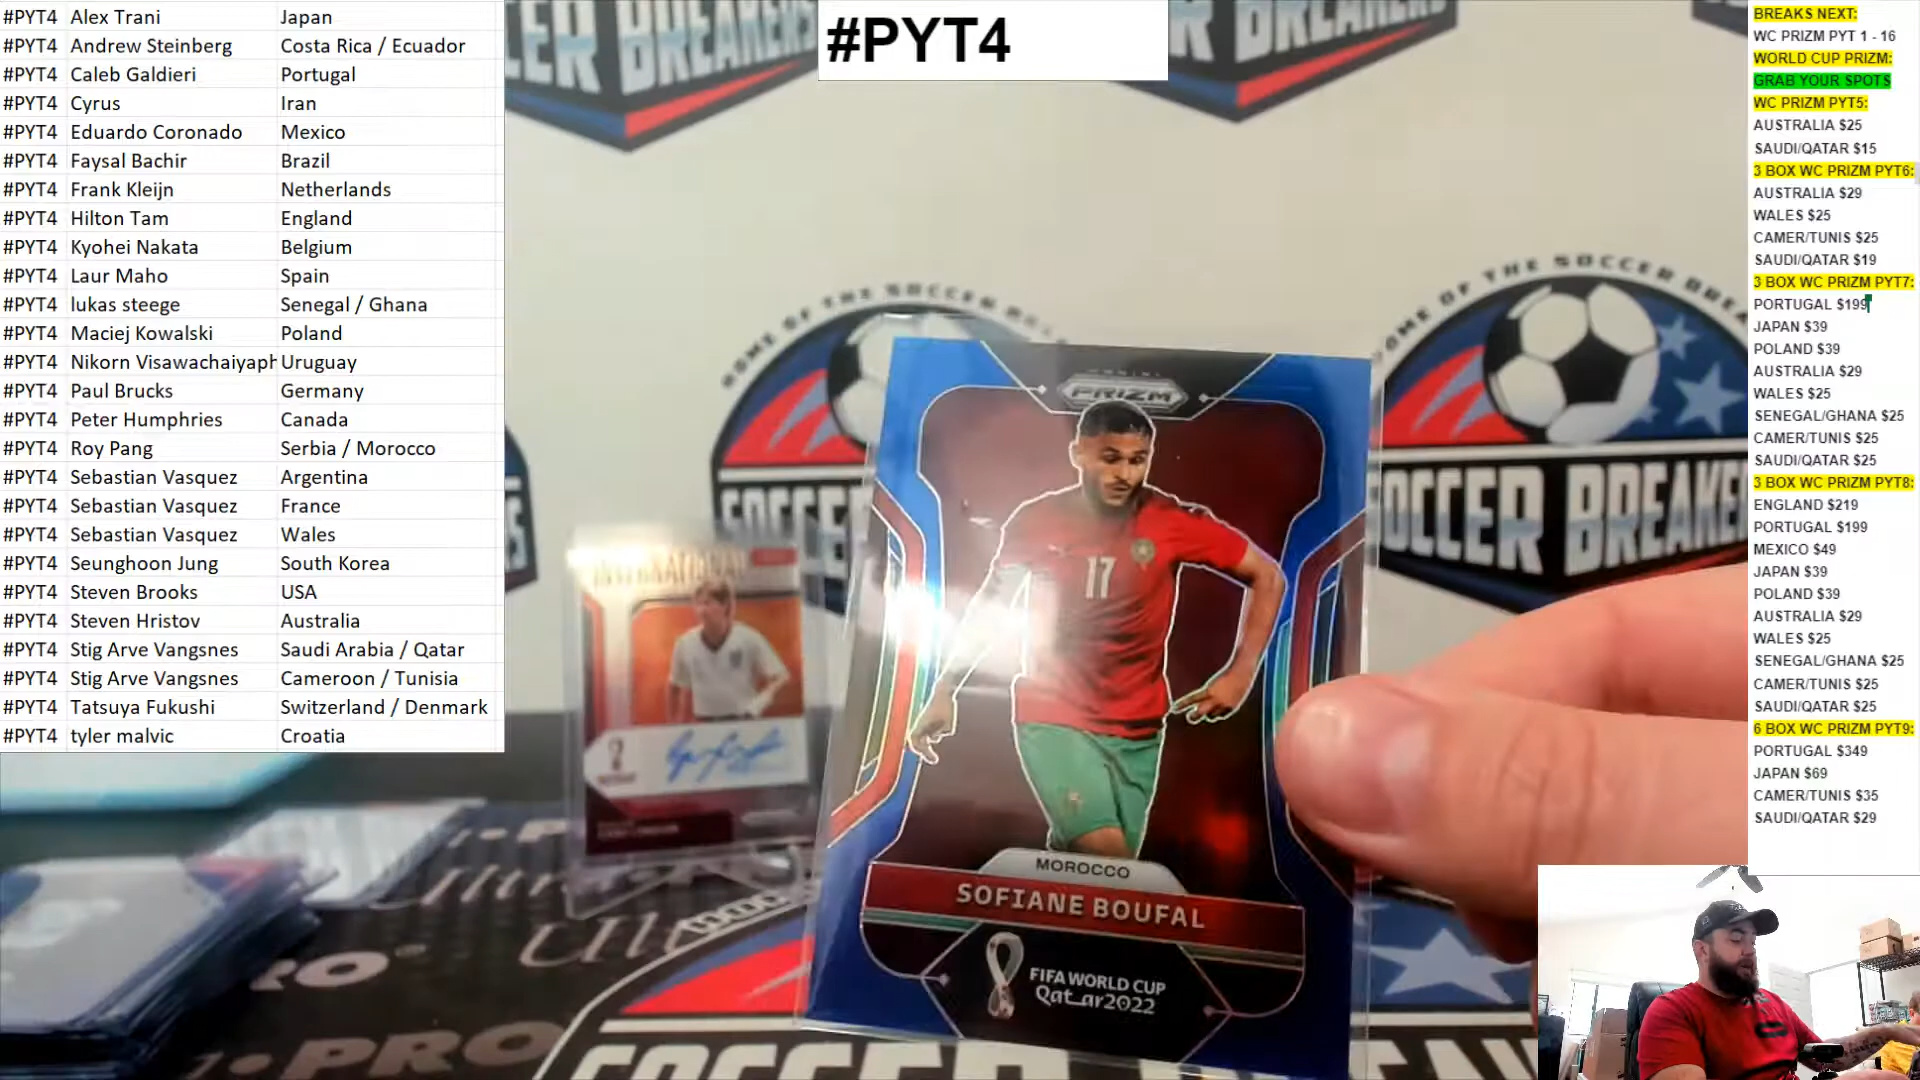 #PYT4 Alex Trani Japan
#PYT4 Andrew Steinberg Costa Rica / Ecuador
#PYT4 Caleb Galdieri Portugal
#PYT4 Cyrus Iran
#PYT4 Eduardo Coronado Mexico
#PYT4 Faysal Bachir Brazil
#PYT4 Frank Kleijn Netherlands
#PYT4 Hilton Tam England
#PYT4 Kyohei Nakata Belgium
#PYT4 Laur Maho Spain
#PYT4 lukas steege Senegal / Ghana
#PYT4 Maciej Kowalski Poland
#PYT4 Nikorn Visawachaiyaph Uruguay
#PYT4 Paul Brucks Germany
#PYT4 Peter Humphries Canada
#PYT4 Roy Pang Serbia / Morocco
#PYT4 Sebastian Vasquez Argentina
#PYT4 Sebastian Vasquez France
#PYT4 Sebastian Vasquez Wales
#PYT4 Seunghoon Jung South Korea
#PYT4 Steven Brooks USA
#PYT4 Steven Hristov Australia
#PYT4 Stig Arve Vangsnes Saudi Arabia / Qatar
#PYT4 Stig Arve Vangsnes Cameroon / Tunisia
#PYT4 Tatsuya Fukushi Switzerland / Denmark
#PYT4 tyler malvic Croatia
#PYT4
HOME OF THE SOCCER BREA
SOCCER BREAKE
PANINI
PRIZM
17
MOROCCO
SOFIANE BOUFAL
FIFA WORLD CUP
Qatar2022
INTERNATIONAL
BREAKS NEXT:
WC PRIZM PYT 1 - 16
WORLD CUP PRIZM:
GRAB YOUR SPOTS
WC PRIZM PYT5:
AUSTRALIA $25
SAUDI/QATAR $15
3 BOX WC PRIZM PYT6:
AUSTRALIA $29
WALES $25
CAMER/TUNIS $25
SAUDI/QATAR $19
3 BOX WC PRIZM PYT7:
PORTUGAL $199
JAPAN $39
POLAND $39
AUSTRALIA $29
WALES $25
SENEGAL/GHANA $25
CAMER/TUNIS $25
SAUDI/QATAR $25
3 BOX WC PRIZM PYT8:
ENGLAND $219
PORTUGAL $199
MEXICO $49
JAPAN $39
POLAND $39
AUSTRALIA $29
WALES $25
SENEGAL/GHANA $25
CAMER/TUNIS $25
SAUDI/QATAR $25
6 BOX WC PRIZM PYT9:
PORTUGAL $349
JAPAN $69
CAMER/TUNIS $35
SAUDI/QATAR $29